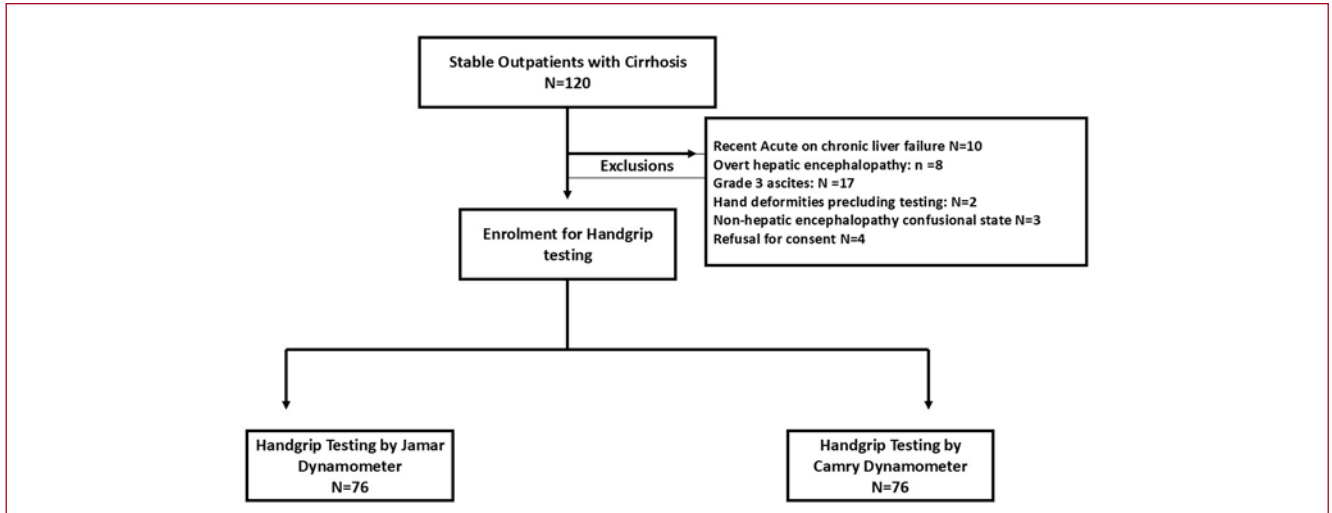 Stable Outpatients with Cirrhosis
N=120
Exclusions
Recent Acute on chronic liver failure N=10
Overt hepatic encephalopathy: n =8
Grade 3 ascites: N =17
Hand deformities precluding testing: N=2
Non-hepatic encephalopathy confusional state N=3
Refusal for consent N=4
Enrolment for Handgrip
testing
Handgrip Testing by Jamar
Dynamometer
N=76
Handgrip Testing by
Camry Dynamometer
N=76